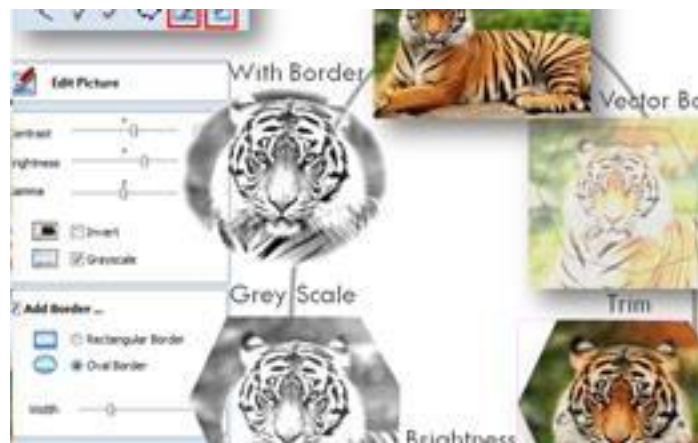 Edit Picture
Contrast
Brightness
Gamma
Invert
Grayscale
Add Border ...
Rectangular Border
Oval Border
Width
With Border
Vector Bo
Grey Scale
Trim
Brightness